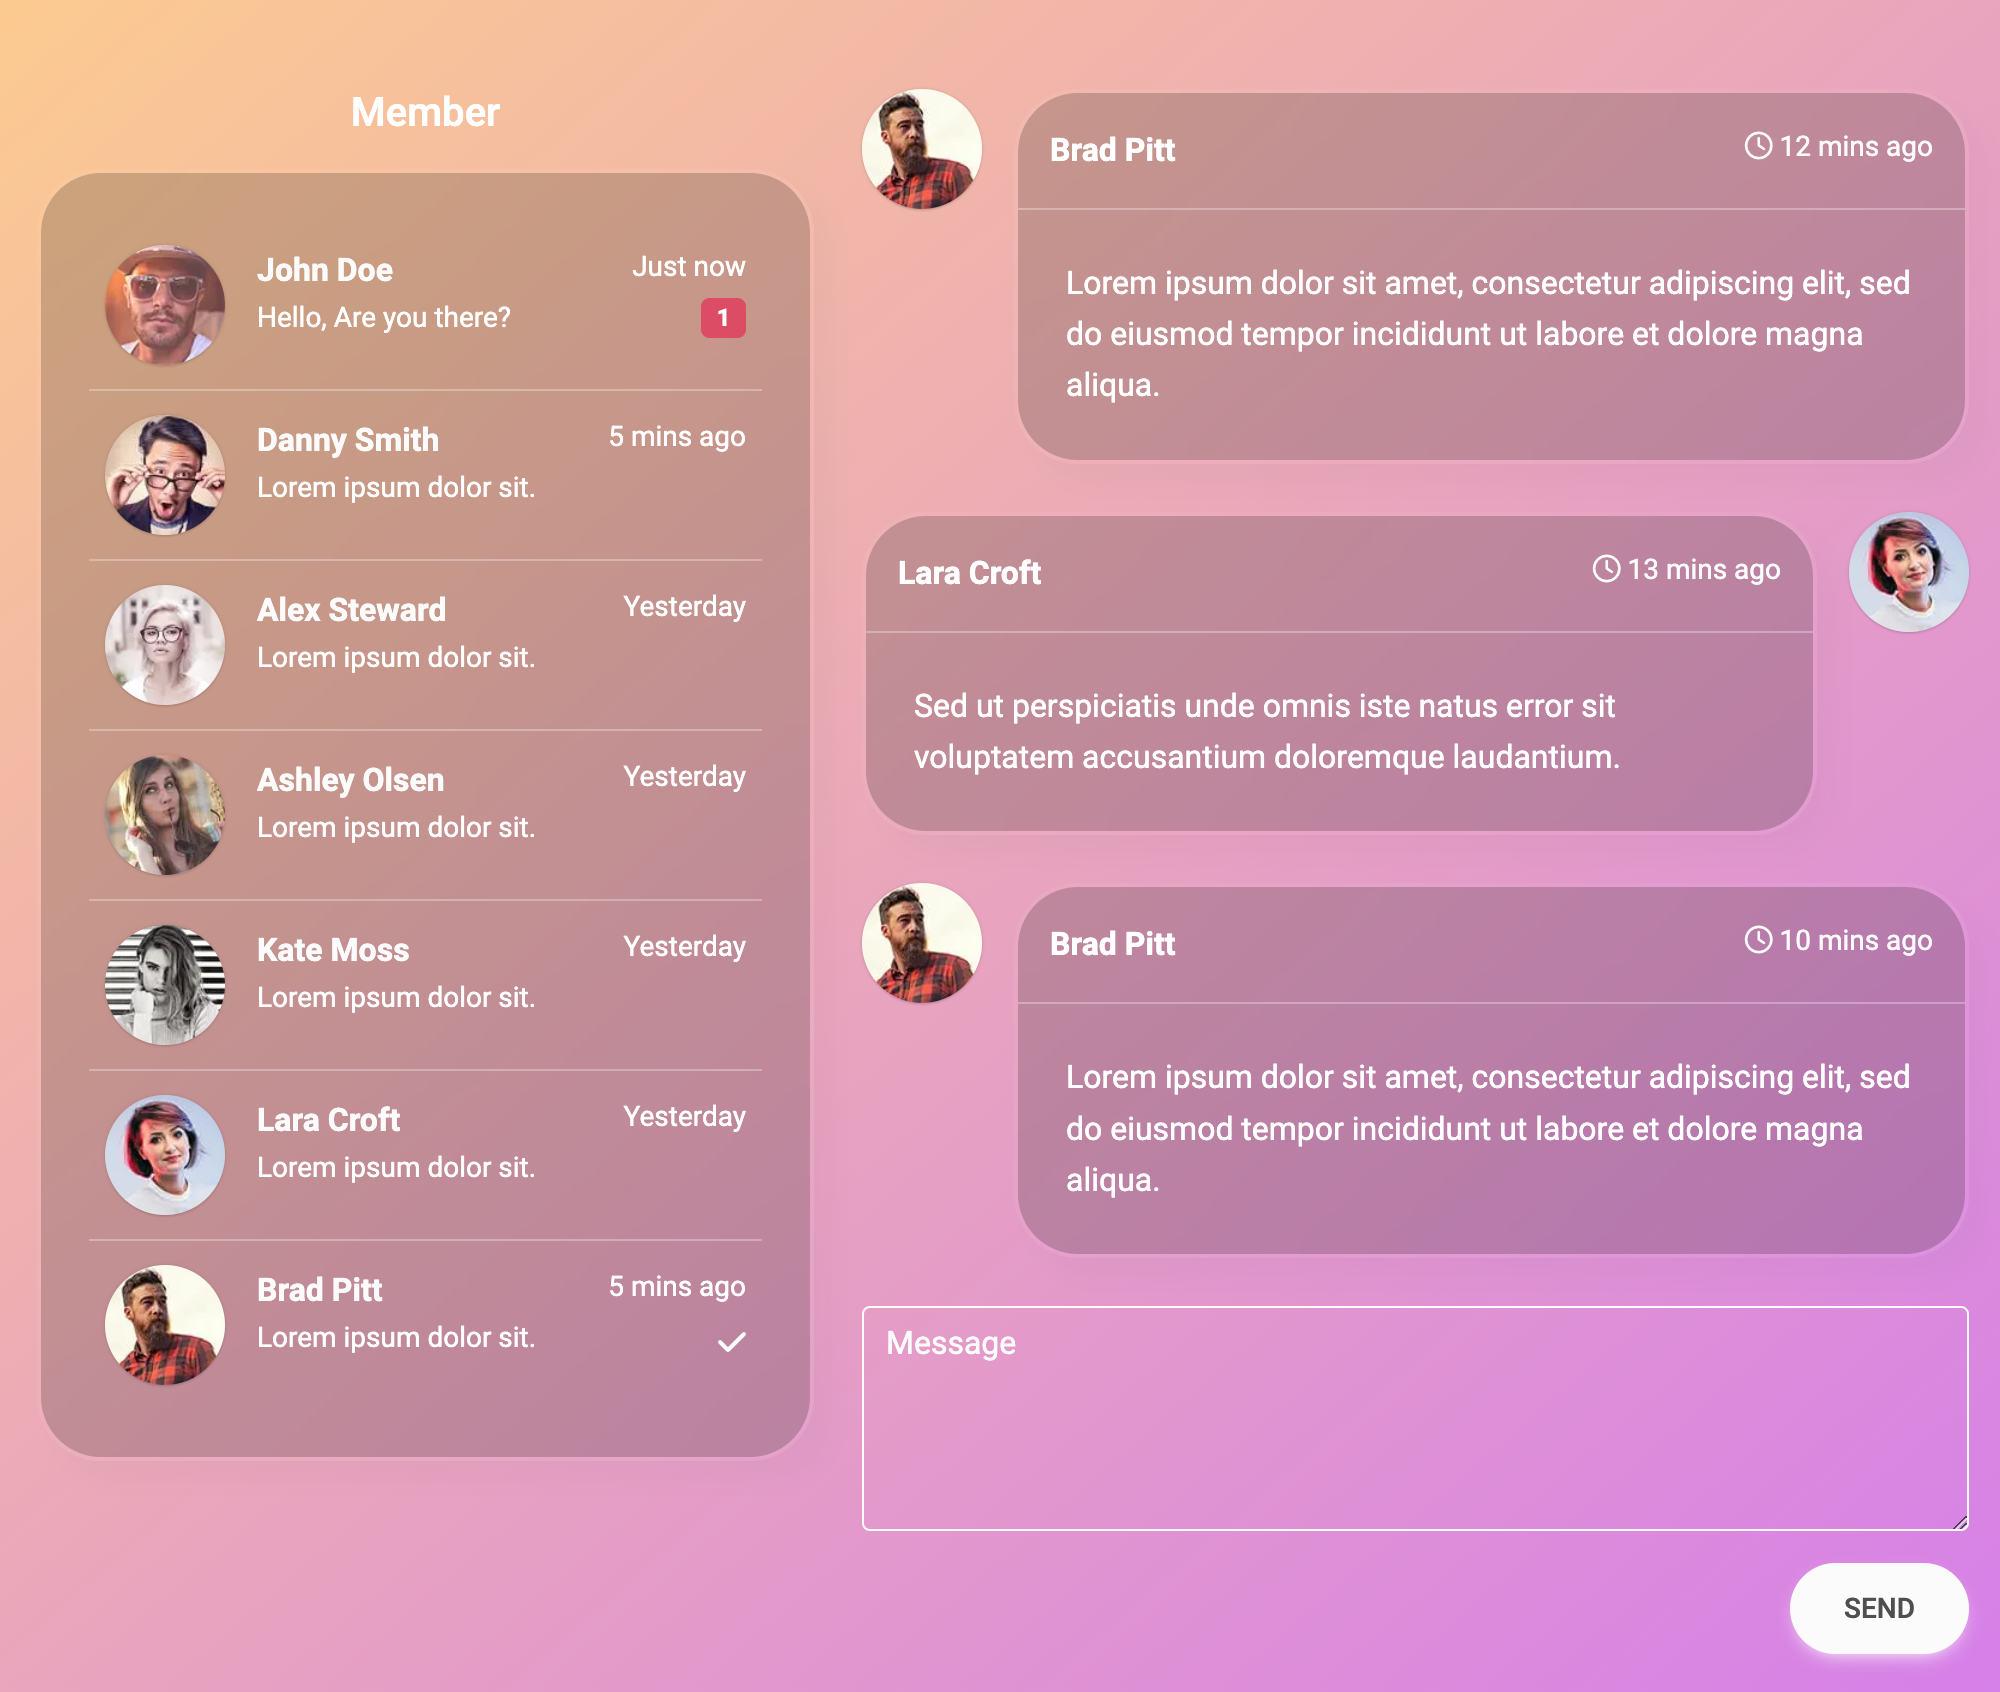 Member
John Doe
Just now
Hello, Are you there?
1
Danny Smith
5 mins ago
Lorem ipsum dolor sit.
Alex Steward
Yesterday
Lorem ipsum dolor sit.
Ashley Olsen
Yesterday
Lorem ipsum dolor sit.
Kate Moss
Yesterday
Lorem ipsum dolor sit.
Lara Croft
Yesterday
Lorem ipsum dolor sit.
Brad Pitt
5 mins ago
Lorem ipsum dolor sit.
Brad Pitt
12 mins ago
Lorem ipsum dolor sit amet, consectetur adipiscing elit, sed
do eiusmod tempor incididunt ut labore et dolore magna
aliqua.
Lara Croft
13 mins ago
Sed ut perspiciatis unde omnis iste natus error sit
voluptatem accusantium doloremque laudantium.
Brad Pitt
10 mins ago
Lorem ipsum dolor sit amet, consectetur adipiscing elit, sed
do eiusmod tempor incididunt ut labore et dolore magna
aliqua.
Message
SEND